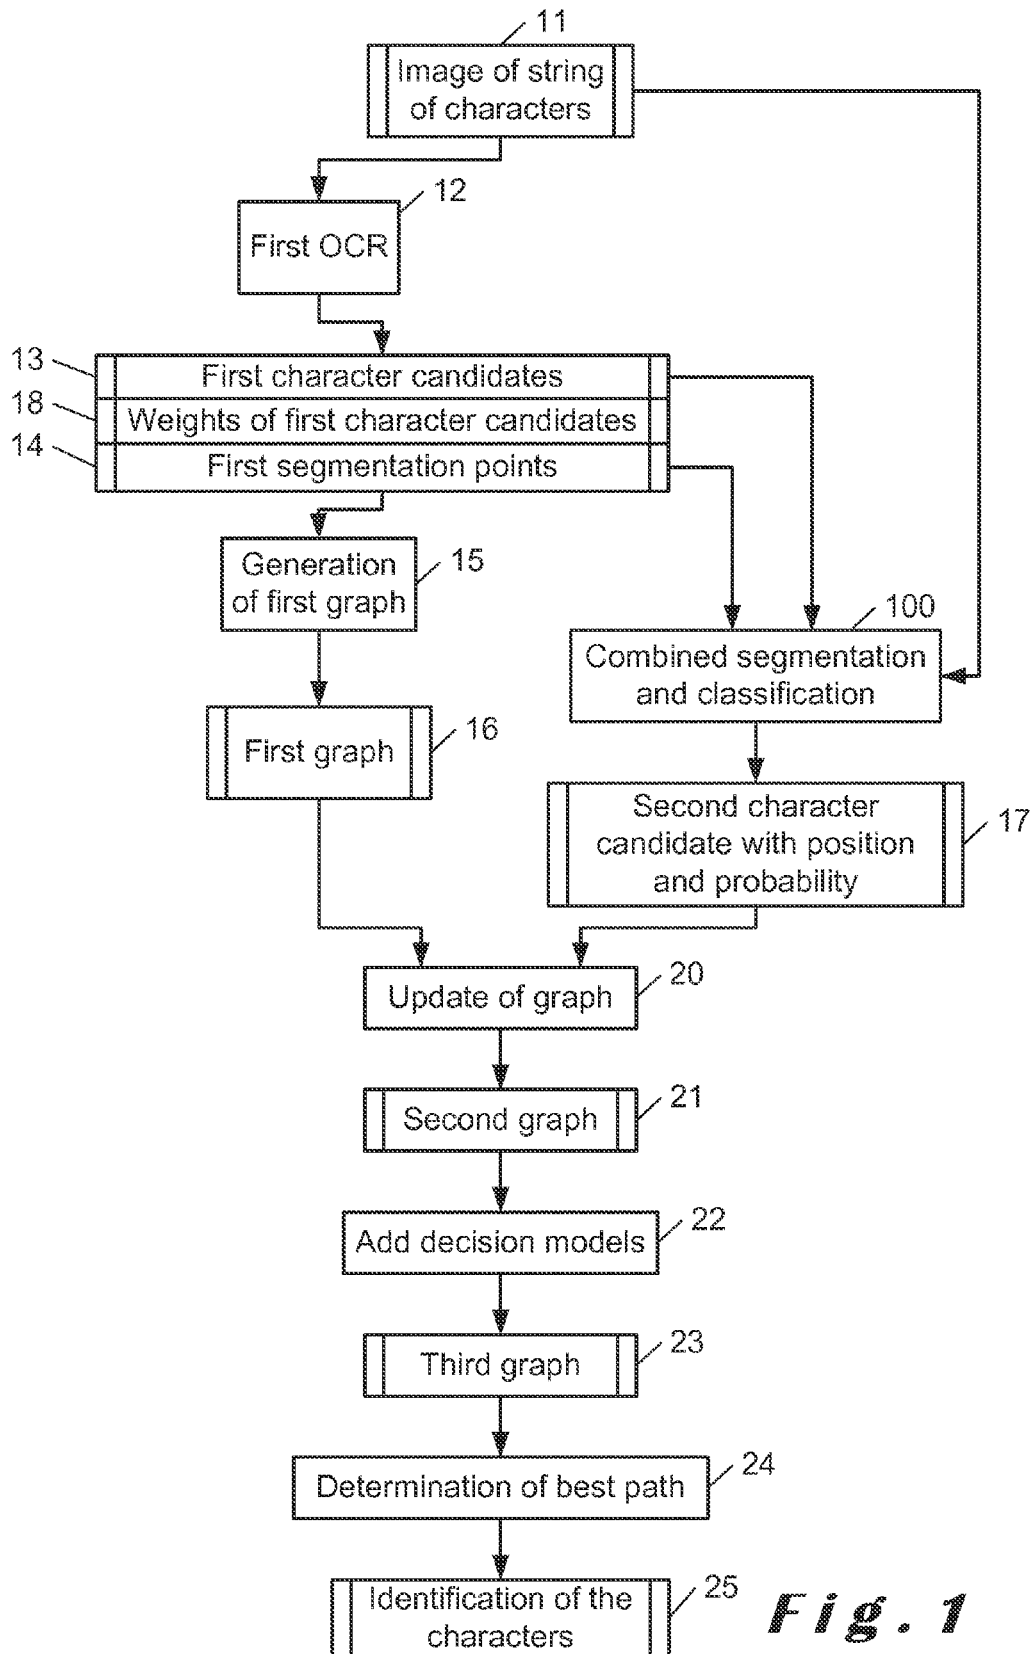 11
Image of string
of characters
12
First OCR
13
First character candidates
18
Weights of first character candidates
14
First segmentation points
Generation
of first graph
15
100
Combined segmentation
and classification
First graph
16
Second character
candidate with position
and probability
17
Update of graph
20
Second graph
21
Add decision models
22
Third graph
23
Determination of best path
24
Identification of the
characters
25
Fig. 1